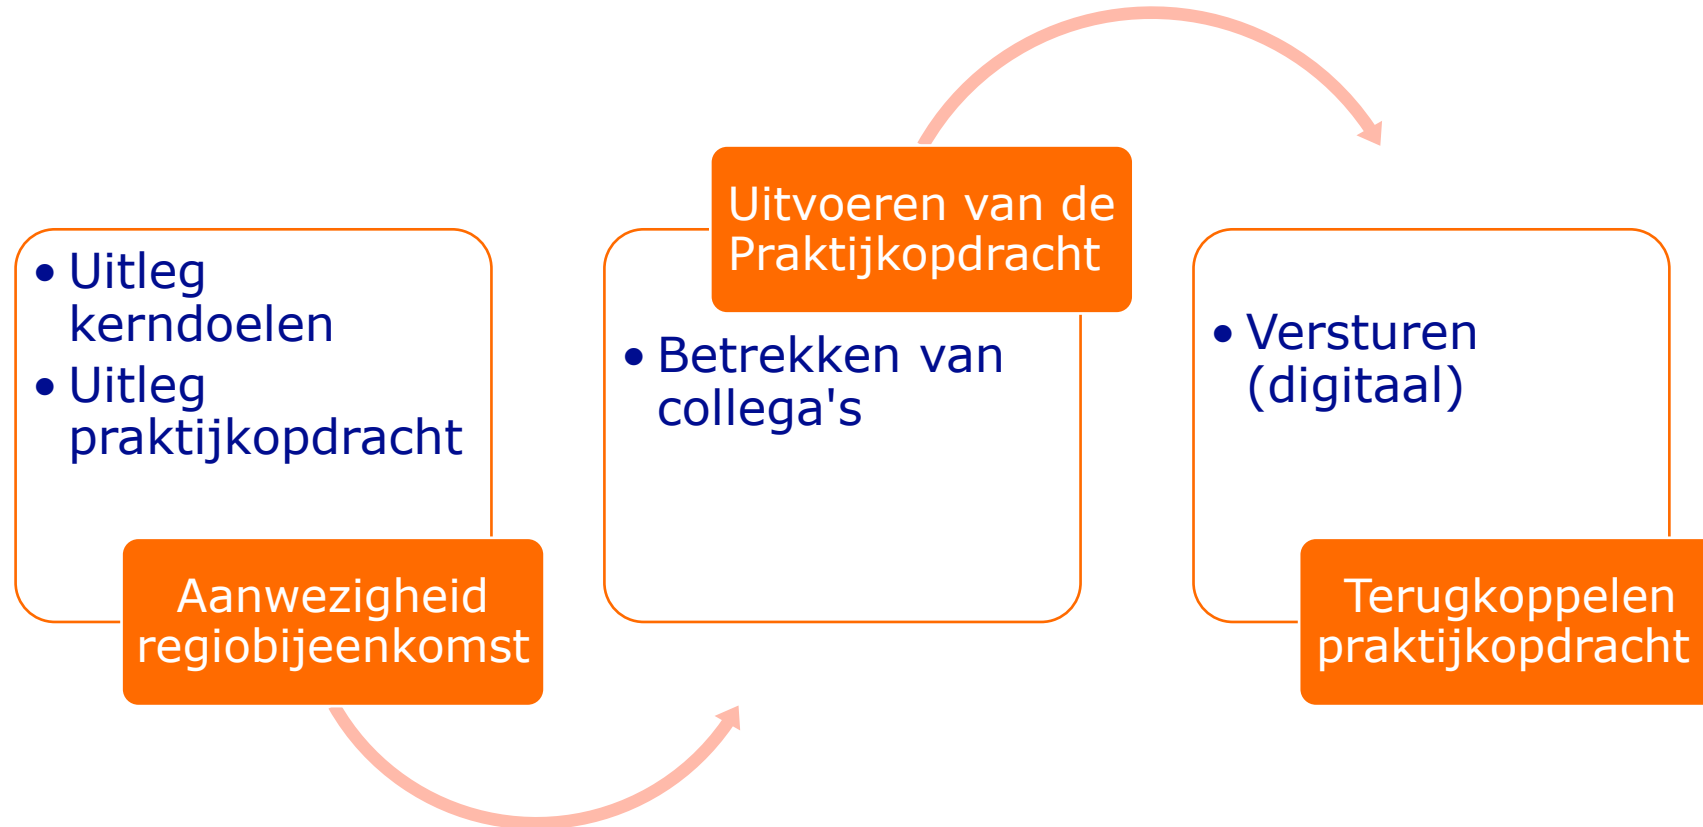 • Uitleg
kerndoelen
• Uitleg
praktijkopdracht
Aanwezigheid
regiobijeenkomst
Uitvoeren van de
Praktijkopdracht
• Betrekken van
collega's
• Versturen
(digitaal)
Terugkoppelen
praktijkopdracht